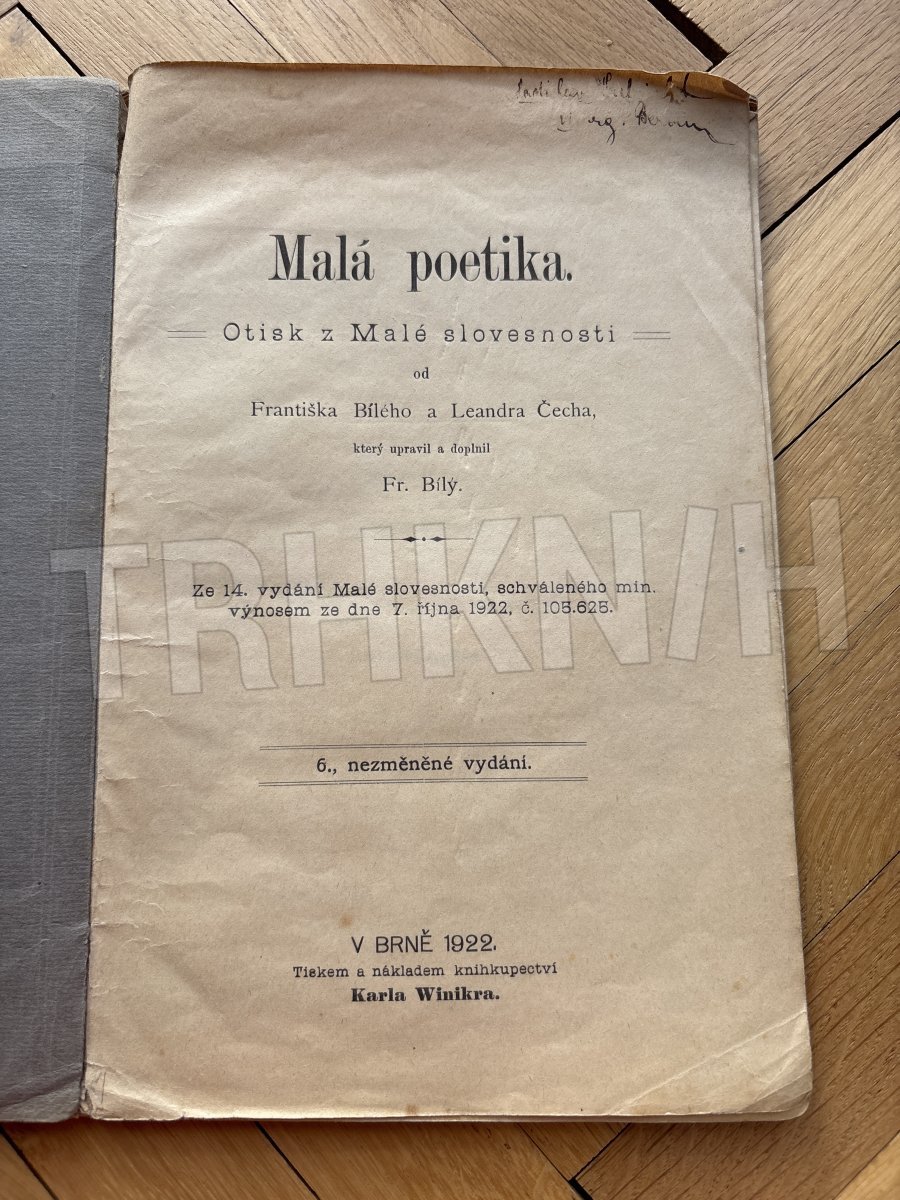 Malá poetika.
Otisk z Malé slovesnosti
od
Františka Bílého a Leandra Čecha,
který upravil a doplnil
Fr. Bílý.
Ze 14. vydání Malé slovesnosti, schváleného min.
výnosem ze dne 7. října 1922, č. 105.625.
TRHKNIH
6., nezměněné vydání.
V BRNĚ 1922.
Tiskem a nákladem knihkupectví
Karla Winikra.